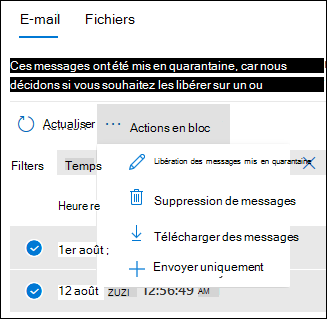 E-mail Fichiers
Ces messages ont été mis en quarantaine, car nous
décidons si vous souhaitez les libérer sur un ou
Actualiser ··· Actions en bloc
Filters Temps
Libération des messages mis en quarantaine
Heure re
Suppression de messages
1er août ;
Télécharger des messages
Envoyer uniquement
12 août ZUZI 12:56:49 AM